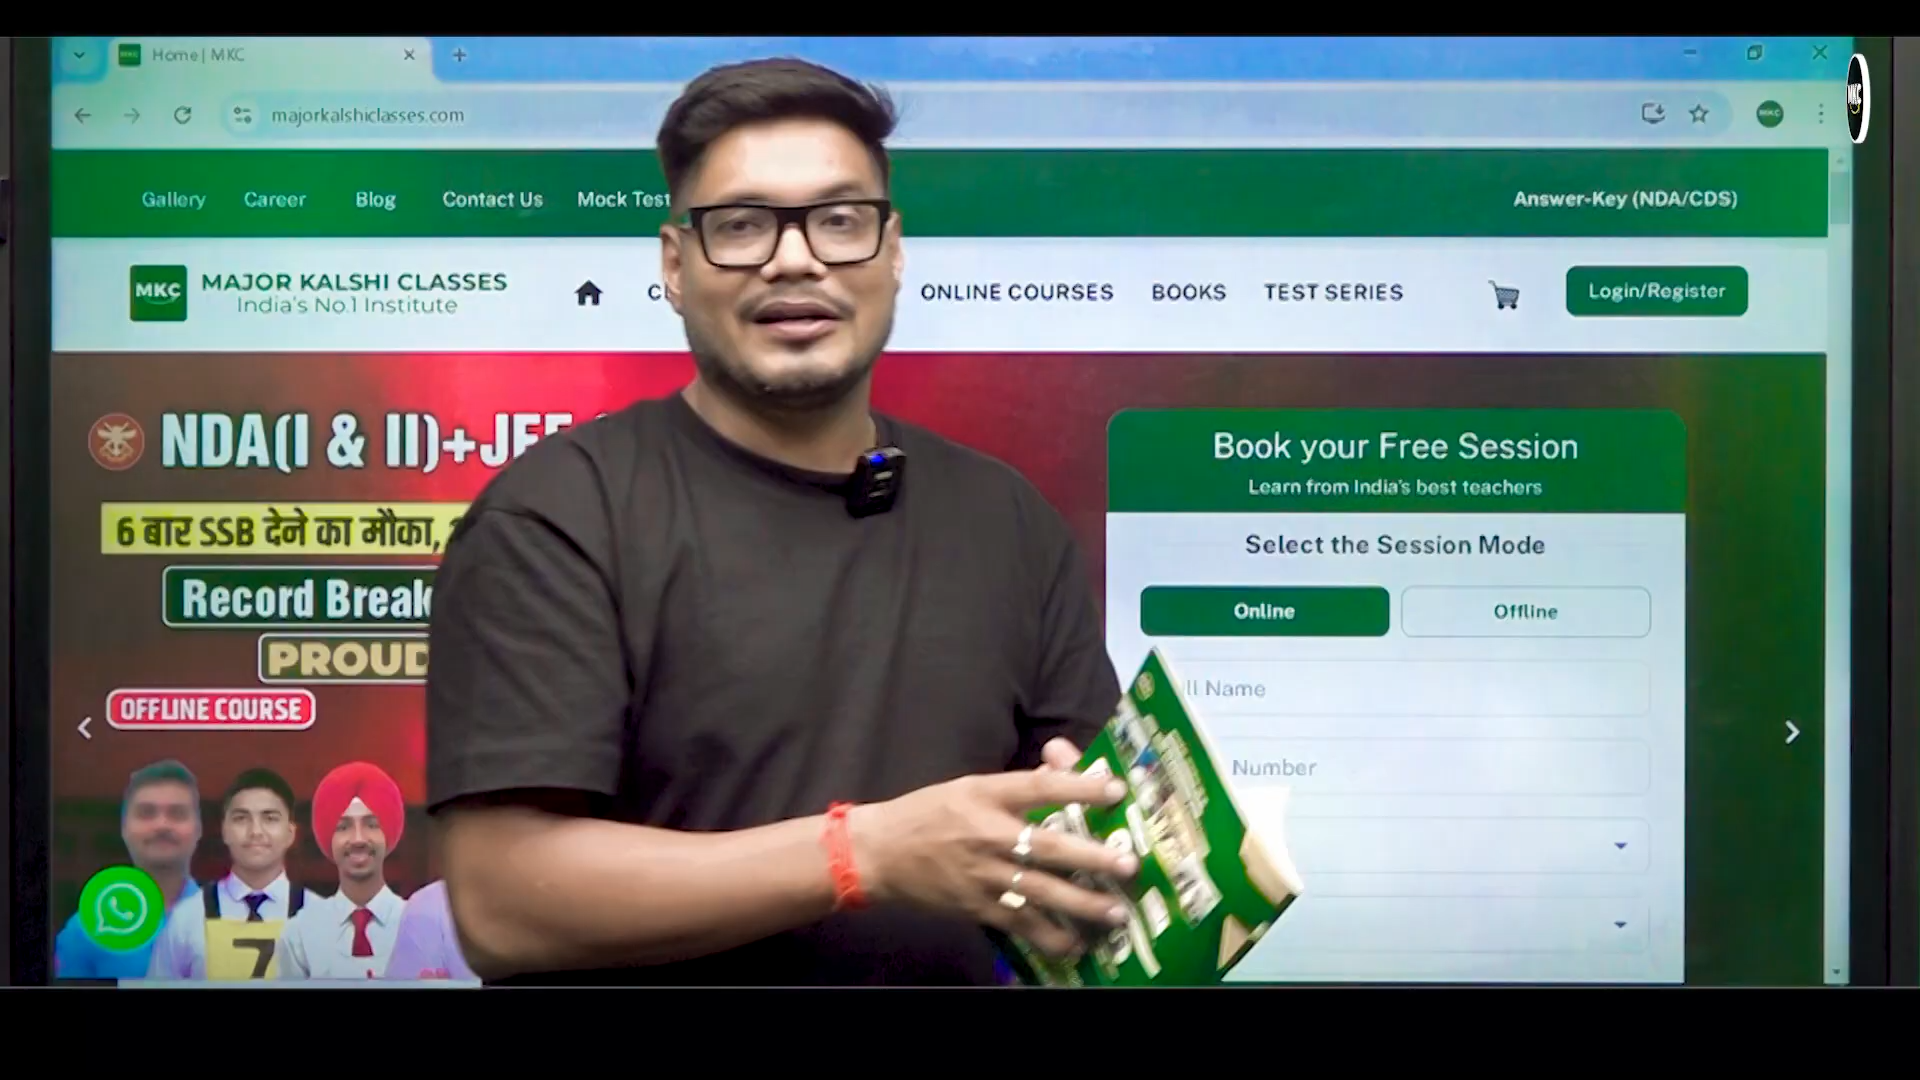 Home | MKC
majorkalshiclasses.com
MKC
Gallery Career Blog Contact Us Mock Test Answer-Key (NDA/CDS)
MKC
MAJOR KALSHI CLASSES
India's No.1 Institute
ONLINE COURSES BOOKS TEST SERIES
Login/Register
NDA(I & II)+
6 बार SSB देने का मौका,
Record Break
PROUD
OFFLINE COURSE
7
Book your Free Session
Learn from India's best teachers
Select the Session Mode
Online Offline
Name
Number